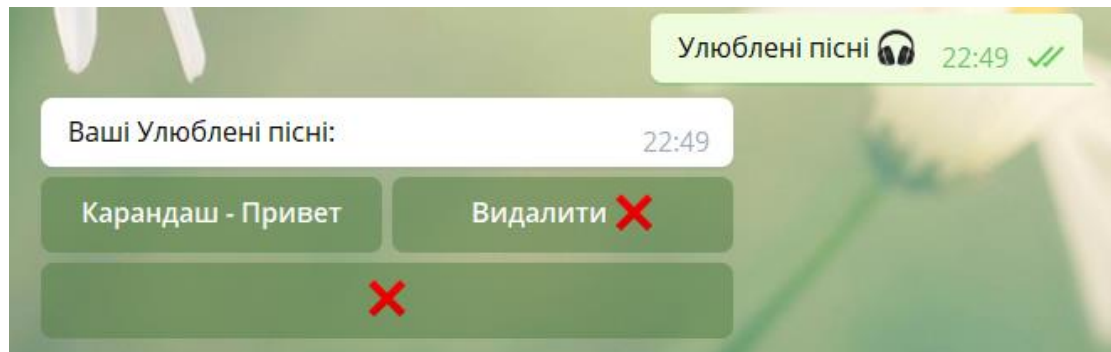 Улюблені пісні 🎧 22:49
Ваші Улюблені пісні: 22:49
Карандаш - Привет
Видалити ❌
❌